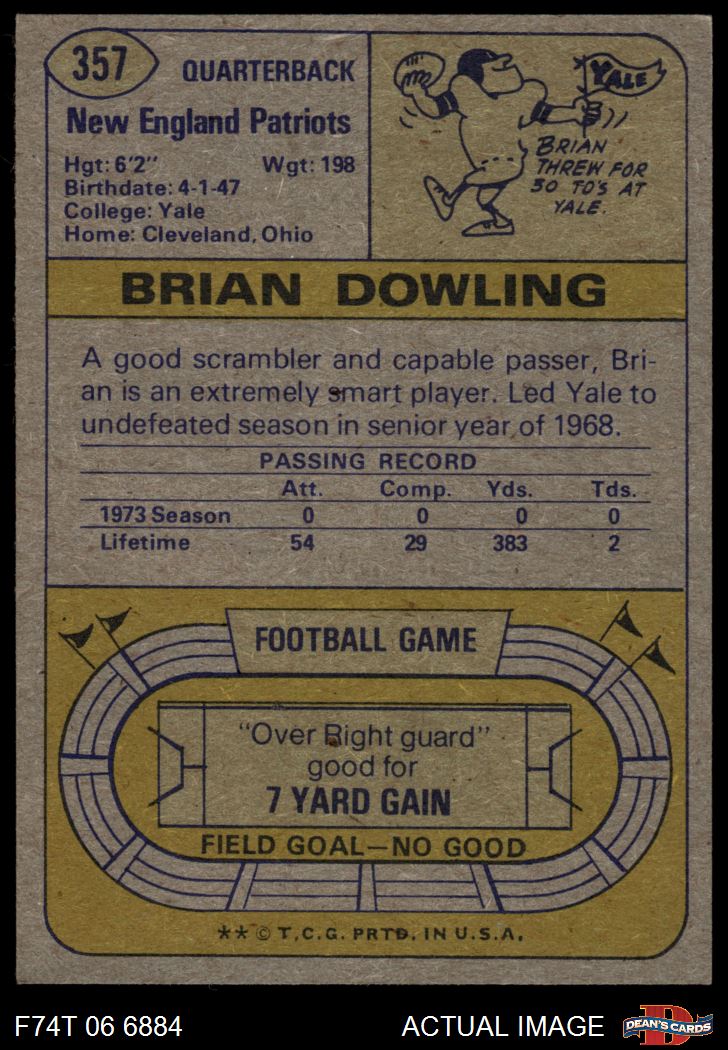 357
QUARTERBACK
New England Patriots
Hgt: 6'2" Wgt: 198
Birthdate: 4-1-47
College: Yale
Home: Cleveland, Ohio
YALE
BRIAN
THREW FOR
30 TD'S AT
YALE.
BRIAN DOWLING
A good scrambler and capable passer, Bri-
an is an extremely smart player. Led Yale to
undefeated season in senior year of 1968.
PASSING RECORD
Att. Comp. Yds. Tds.
1973 Season 0 0 0 0
Lifetime 54 29 383 2
FOOTBALL GAME
"Over Right guard"
good for
7 YARD GAIN
FIELD GOAL—NO GOOD
** © T.C.G. PRTD. IN U.S.A.
F74T 06 6884 ACTUAL IMAGE
DEAN'S CARDS